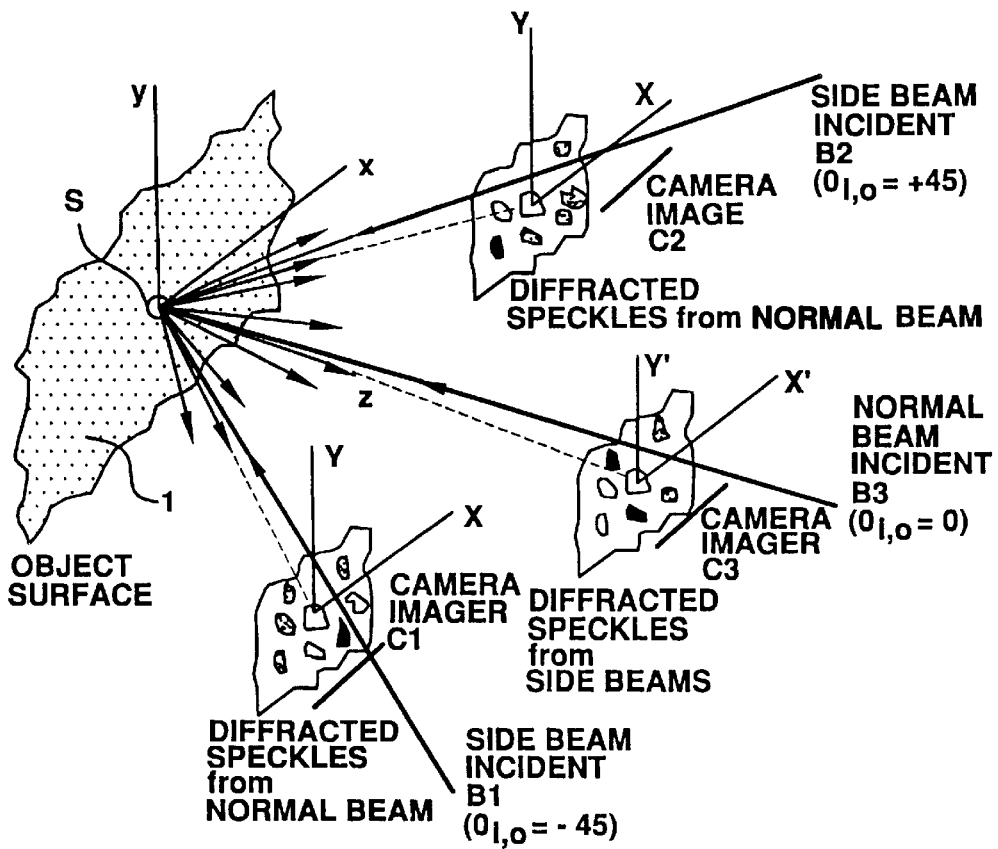 Y
y
X
SIDE BEAM
INCIDENT
B2
(0I,o = +45)
x
S
CAMERA
IMAGE
C2
DIFFRACTED
SPECKLES from NORMAL BEAM
z
Y'
X'
NORMAL
BEAM
INCIDENT
B3
(0I,o = 0)
1
Y
X
CAMERA
IMAGER
C3
OBJECT
SURFACE
CAMERA
IMAGER
C1
DIFFRACTED
SPECKLES
from
SIDE BEAMS
DIFFRACTED
SPECKLES
from
NORMAL BEAM
SIDE BEAM
INCIDENT
B1
(0I,o = - 45)